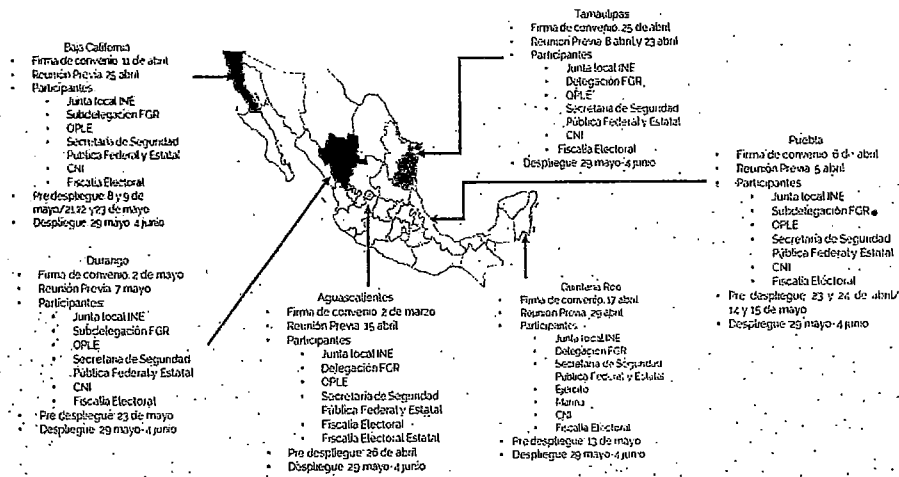 Baja California
• Firma de convenio 11 de abril
• Reunión Previa 25 abril
• Participantes
• Junta local INE
• Subdelegación FGR
• OPLE
• Secretaría de Seguridad
Publica Federal y Estatal
• CNI
• Fiscalía Electoral
• Pre despliegue 8 y 9 de
mayo/21 22 y 23 de mayo
• Despliegue 29 mayo 4 junio
Tamaulipas
• Firma de convenio. 25 de abril
• Reunión Previa 8 abril y 23 abril
• Participantes
• Junta local INE
• Delegación FGR
• OPLE
• Secretaria de Seguridad
Pública Federal y Estatal
• CNI
• Fiscalía Electoral
• Despliegue 29 mayo-4 junio
Puebla
• Firma de convenio 6 de abril
• Reunión Previa 5 abril
• Participantes
• Junta local INE
• Subdelegación FGR
• OPLE
• Secretaría de Seguridad
Pública Federal y Estatal
• CNI
• Fiscalía Electoral
• Pre despliegue 23 y 24 de abril/
14 y 15 de mayo
• Despliegue 29 mayo-4 junio
Durango
• Firma de convenio. 2 de mayo
• Reunión Previa 7 mayo
• Participantes
• Junta local INE
• Subdelegación FGR
• OPLE
• Secretaria de Seguridad
Pública Federal y Estatal
• CNI
• Fiscalía Electoral
• Pre despliegue 23 de mayo
• Despliegue 29 mayo-4 junio
Aguascalientes
• Firma de convenio 2 de marzo
• Reunión Previa 15 abril
• Participantes
• Junta local INE
• Delegación FGR
• OPLE
• Secretaría de Seguridad
Pública Federal y Estatal
• Fiscalía Electoral
• Fiscalía Electoral Estatal
• Pre despliegue 26 de abril
• Despliegue 29 mayo-4 junio
Quintana Roo
• Firma de convenio. 17 abril
• Reunión Previa 29 abril
• Participantes
• Junta local INE
• Delegación FGR
• Secretaria de Seguridad
Publica Federal y Estatal
• Ejército
• Marina
• CNI
• Fiscalía Electoral
• Pre despliegue 13 de mayo
• Despliegue 29 mayo-4 junio